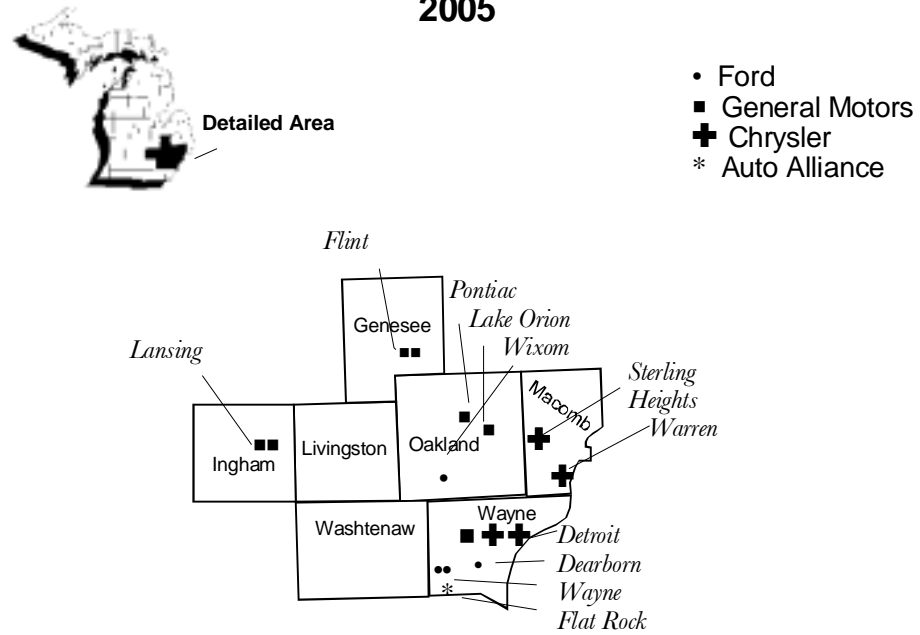 2005
Detailed Area
• Ford
■ General Motors
✚ Chrysler
* Auto Alliance
Flint
Pontiac
Lake Orion
Wixom
Genesee
Lansing
Sterling
Heights
Macomb
Warren
Livingston
Oakland
Ingham
Washtenaw
Wayne
Detroit
Dearborn
Wayne
Flat Rock